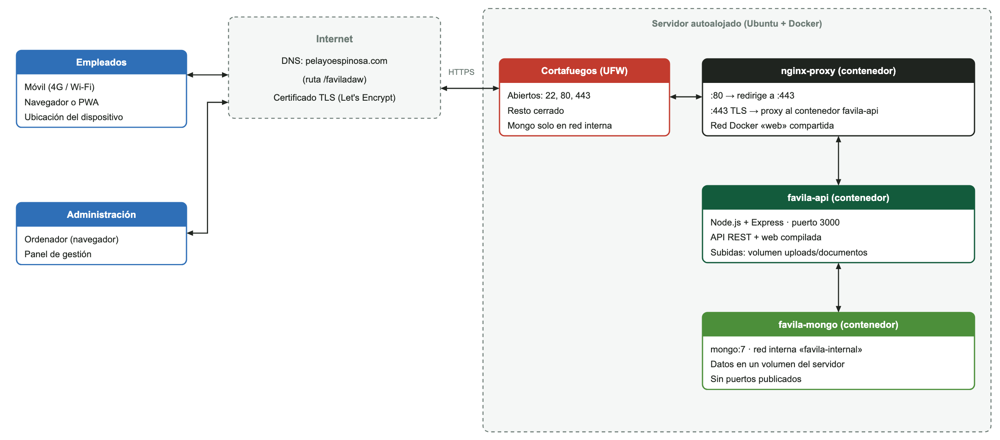 Empleados
Móvil (4G / Wi-Fi)
Navegador o PWA
Ubicación del dispositivo
Administración
Ordenador (navegador)
Panel de gestión
Internet
DNS: pelayoespinosa.com
(ruta /faviladaw)
Certificado TLS (Let's Encrypt)
HTTPS
Servidor autoalojado (Ubuntu + Docker)
Cortafuegos (UFW)
Abiertos: 22, 80, 443
Resto cerrado
Mongo solo en red interna
nginx-proxy (contenedor)
:80 → redirige a :443
:443 TLS → proxy al contenedor favila-api
Red Docker «web» compartida
favila-api (contenedor)
Node.js + Express · puerto 3000
API REST + web compilada
Subidas: volumen uploads/documentos
favila-mongo (contenedor)
mongo:7 · red interna «favila-internal»
Datos en un volumen del servidor
Sin puertos publicados